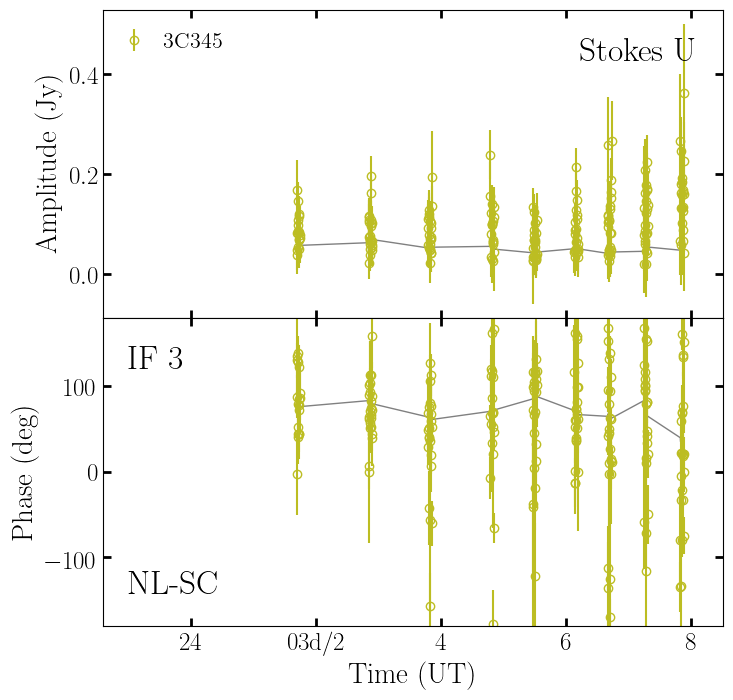 3C345
Stokes U
Amplitude (Jy)
0.4
0.2
0.0
IF 3
NL-SC
Phase (deg)
100
0
−100
24 03d/2 4 6 8
Time (UT)